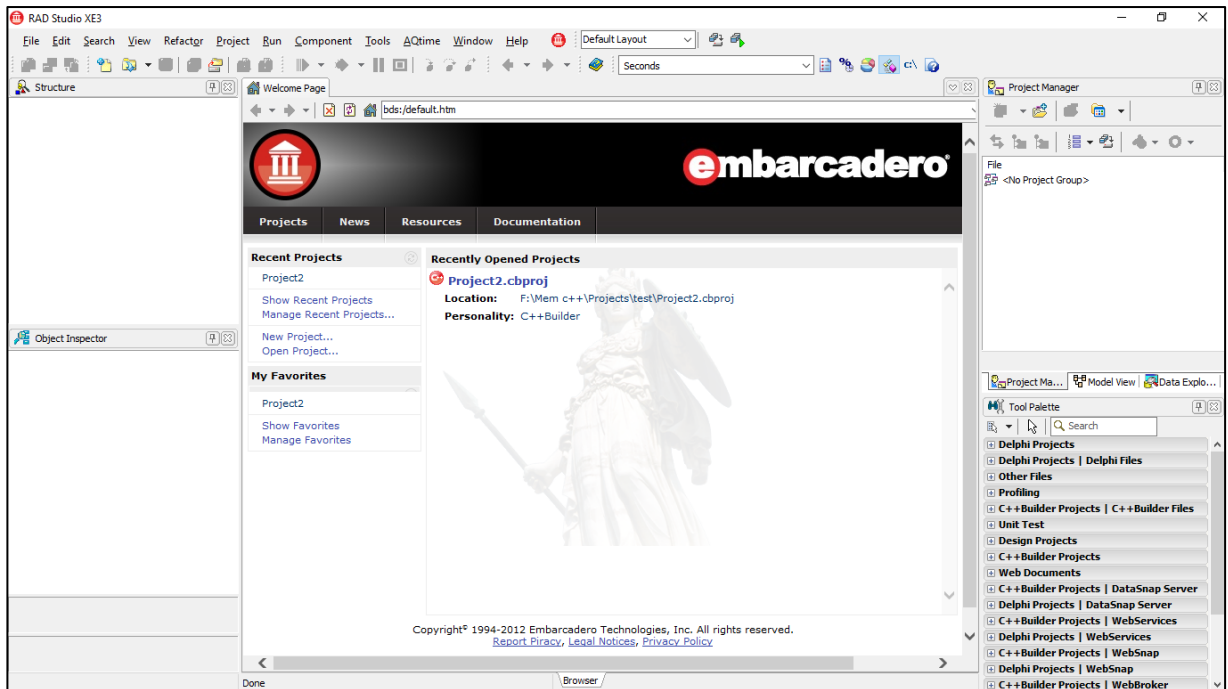 RAD Studio XE3
File Edit Search View Refactor Project Run Component Tools AQtime Window Help Default Layout
Seconds
Structure
Welcome Page
bds:/default.htm
embarcadero
Projects News Resources Documentation
Recent Projects
Project2
Show Recent Projects
Manage Recent Projects...
New Project...
Open Project...
My Favorites
Project2
Show Favorites
Manage Favorites
Recently Opened Projects
Project2.cbproj
Location: F:\Mem c++\Projects\test\Project2.cbproj
Personality: C++Builder
Copyright© 1994-2012 Embarcadero Technologies, Inc. All rights reserved.
Report Piracy, Legal Notices, Privacy Policy
Done
Browser
Object Inspector
Project Manager
File
<No Project Group>
Project Ma... Model View Data Explo...
Tool Palette
Search
Delphi Projects
Delphi Projects | Delphi Files
Other Files
Profiling
C++Builder Projects | C++Builder Files
Unit Test
Design Projects
C++Builder Projects
Web Documents
C++Builder Projects | DataSnap Server
Delphi Projects | DataSnap Server
C++Builder Projects | WebServices
Delphi Projects | WebServices
C++Builder Projects | WebSnap
Delphi Projects | WebSnap
C++Builder Projects | WebBroker